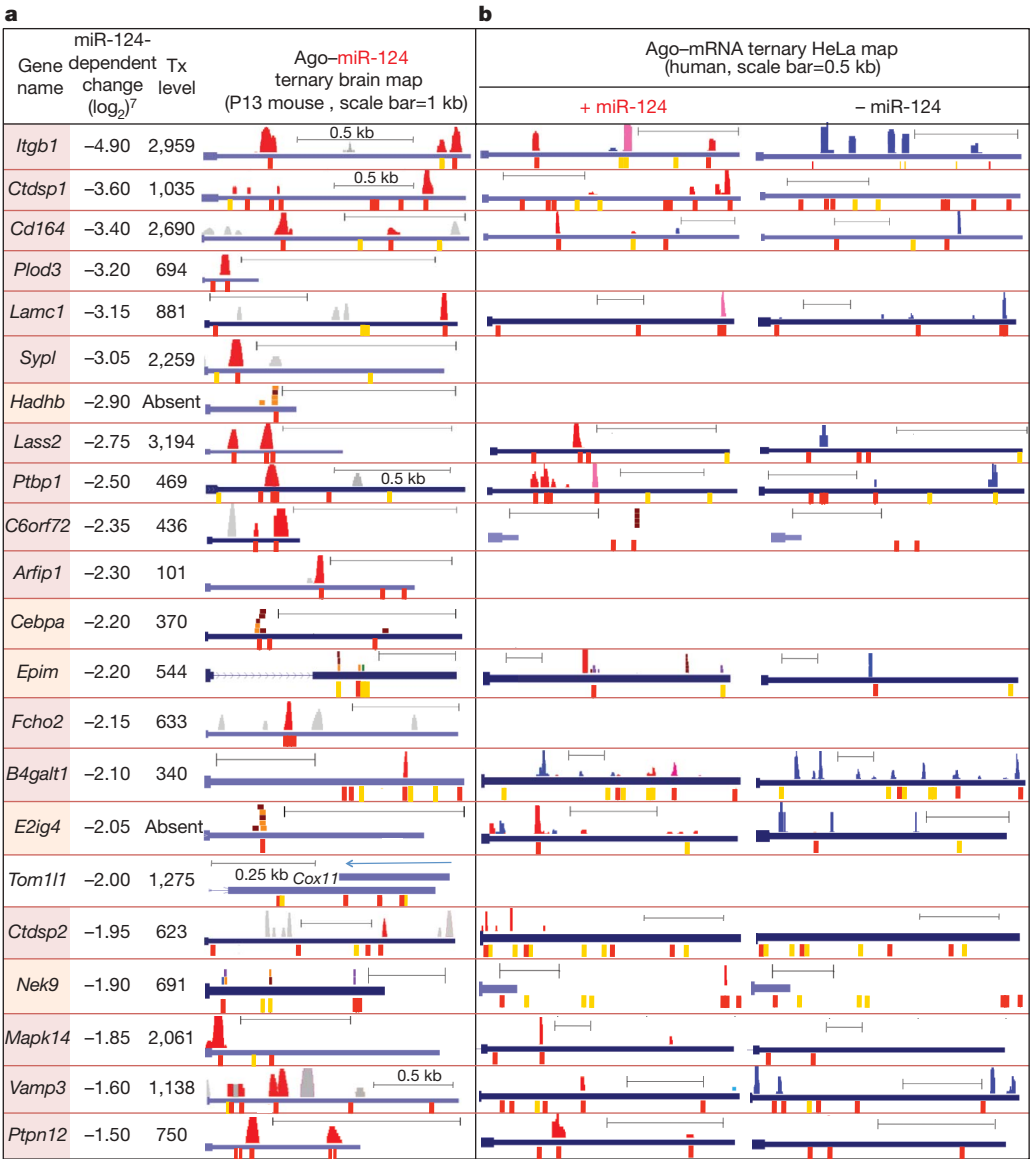 a
b
Gene name
miR-124-dependent change (log2)7
Tx level
Ago–miR-124
ternary brain map
(P13 mouse , scale bar=1 kb)
Ago–mRNA ternary HeLa map
(human, scale bar=0.5 kb)
+ miR-124
– miR-124
Itgb1 –4.90 2,959 0.5 kb
Ctdsp1 –3.60 1,035 0.5 kb
Cd164 –3.40 2,690
Plod3 –3.20 694
Lamc1 –3.15 881
Sypl –3.05 2,259
Hadhb –2.90 Absent
Lass2 –2.75 3,194
Ptbp1 –2.50 469 0.5 kb
C6orf72 –2.35 436
Arfip1 –2.30 101
Cebpa –2.20 370
Epim –2.20 544
Fcho2 –2.15 633
B4galt1 –2.10 340
E2ig4 –2.05 Absent
Tom1l1 –2.00 1,275 0.25 kb Cox11
Ctdsp2 –1.95 623
Nek9 –1.90 691
Mapk14 –1.85 2,061
Vamp3 –1.60 1,138 0.5 kb
Ptpn12 –1.50 750